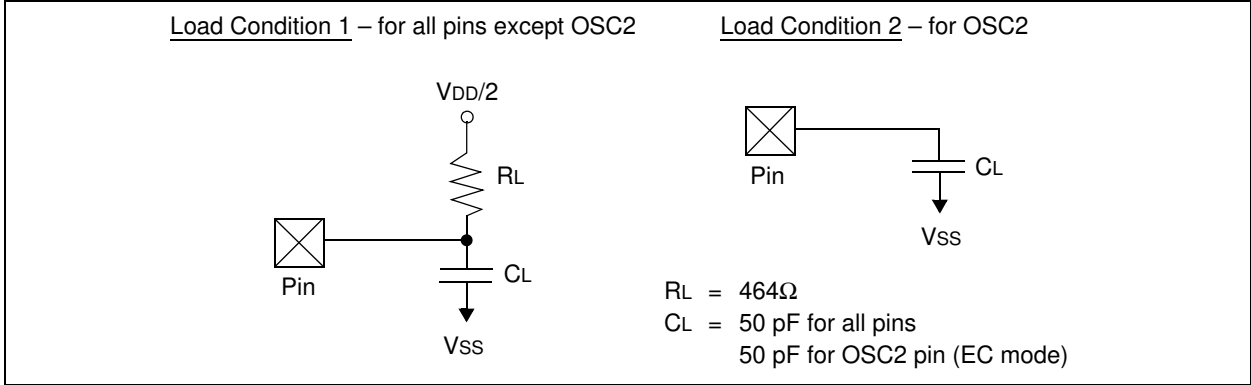 Load Condition 1 – for all pins except OSC2
VDD/2
RL
Pin
CL
VSS
Load Condition 2 – for OSC2
Pin
CL
VSS
RL = 464Ω
CL = 50 pF for all pins
50 pF for OSC2 pin (EC mode)